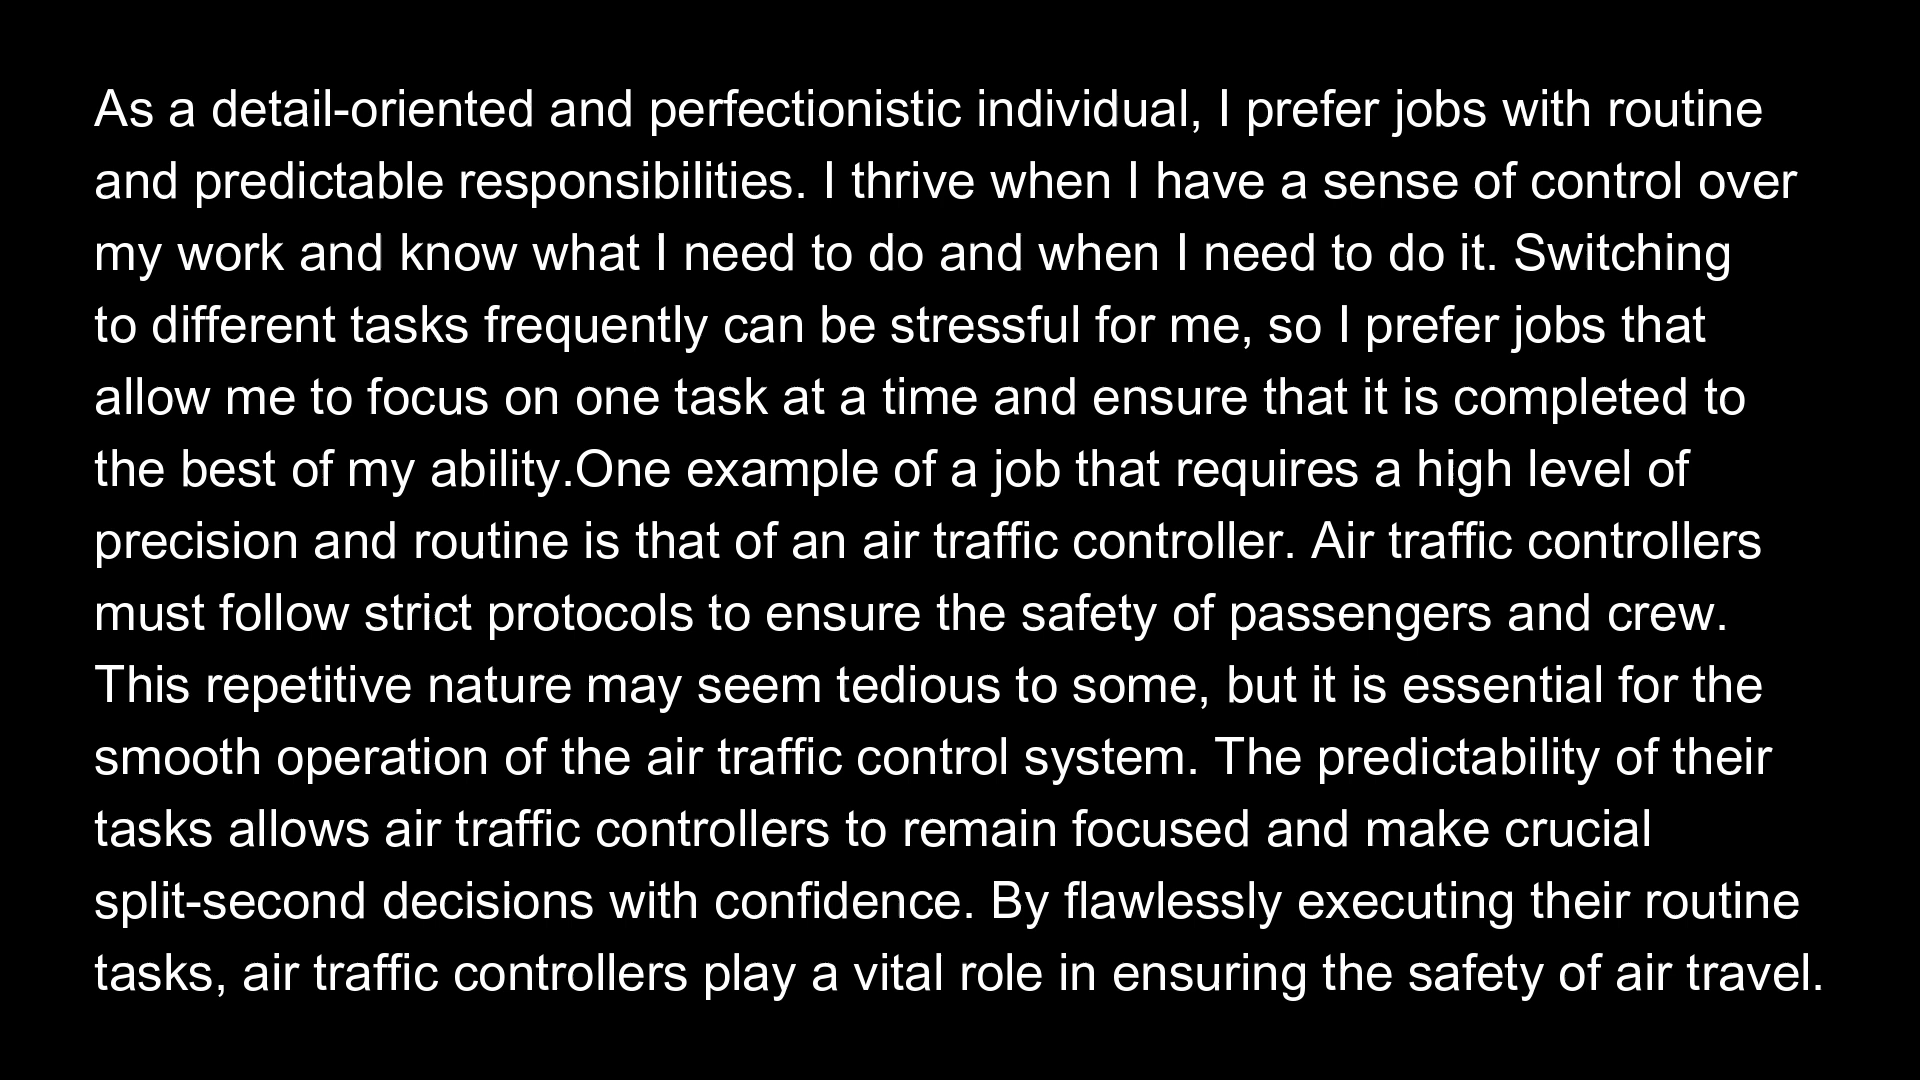 As a detail-oriented and perfectionistic individual, I prefer jobs with routine
and predictable responsibilities. I thrive when I have a sense of control over
my work and know what I need to do and when I need to do it. Switching
to different tasks frequently can be stressful for me, so I prefer jobs that
allow me to focus on one task at a time and ensure that it is completed to
the best of my ability.One example of a job that requires a high level of
precision and routine is that of an air traffic controller. Air traffic controllers
must follow strict protocols to ensure the safety of passengers and crew.
This repetitive nature may seem tedious to some, but it is essential for the
smooth operation of the air traffic control system. The predictability of their
tasks allows air traffic controllers to remain focused and make crucial
split-second decisions with confidence. By flawlessly executing their routine
tasks, air traffic controllers play a vital role in ensuring the safety of air travel.